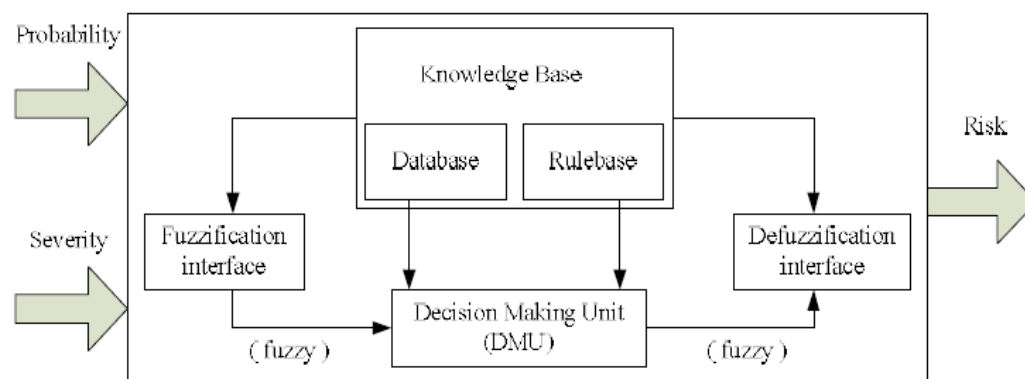 Probability
Knowledge Base
Risk
Database
Rulebase
Severity
Fuzzification
interface
Defuzzification
interface
Decision Making Unit
(DMU)
( fuzzy )
( fuzzy )